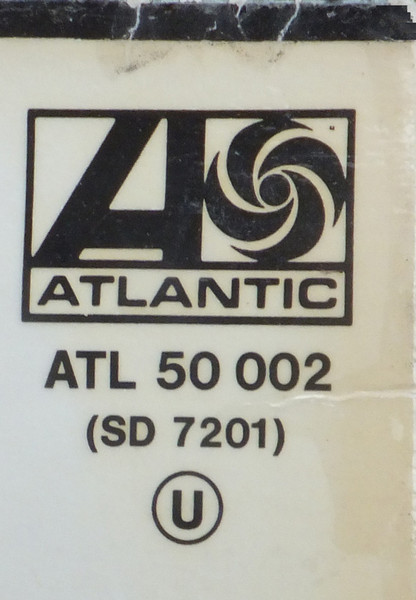 A
ATLANTIC
ATL 50 002
(SD 7201)
U